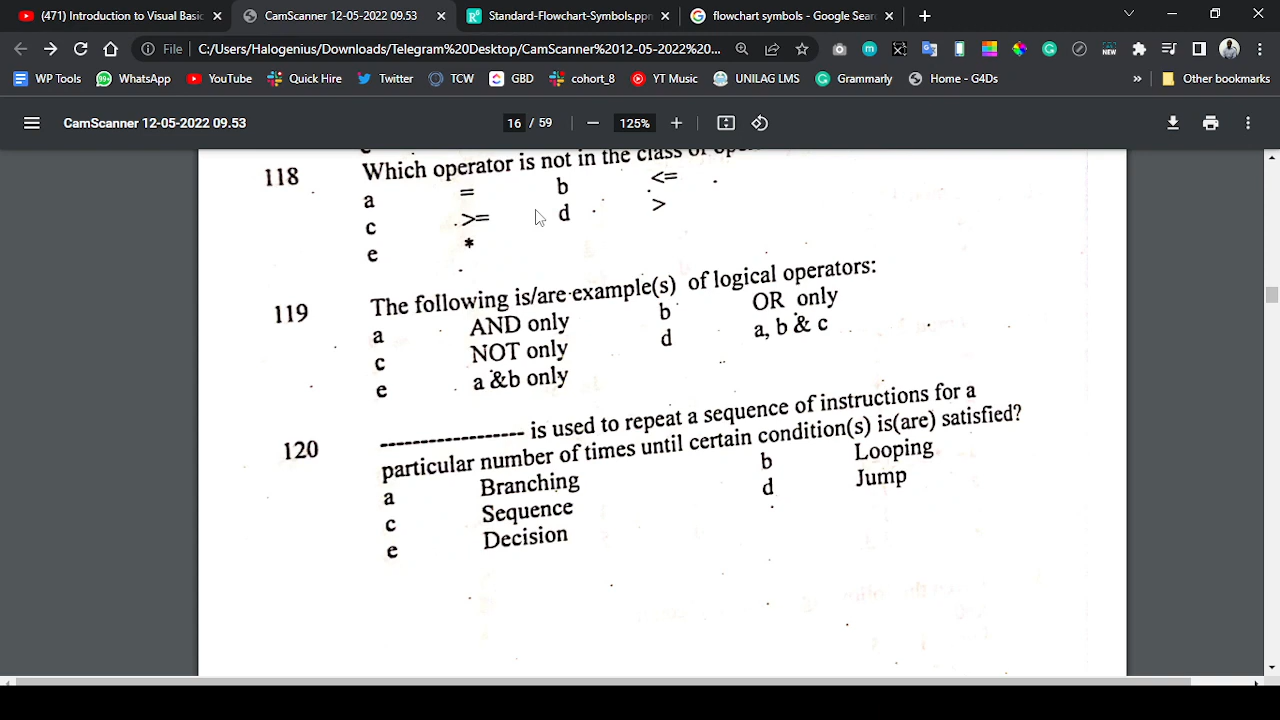 (471) Introduction to Visual Basic
CamScanner 12-05-2022 09.53
Standard-Flowchart-Symbols.ppn
flowchart symbols - Google Sear
File
C:/Users/Halogenius/Downloads/Telegram%20Desktop/CamScanner%2012-05-2022%20...
WP Tools
99+
WhatsApp
YouTube
Quick Hire
Twitter
TCW
GBD
cohort_8
YT Music
UNILAG LMS
Grammarly
Home - G4Ds
»
Other bookmarks
NEW
CamScanner 12-05-2022 09.53
16 / 59
125%
118 Which operator is not in the class of
a = b <=
c >= d >
e *
119 The following is/are example(s) of logical operators:
a AND only b OR only
c NOT only d a, b & c
e a &b only
120 ------------------- is used to repeat a sequence of instructions for a
particular number of times until certain condition(s) is(are) satisfied?
a Branching b Looping
c Sequence d Jump
e Decision